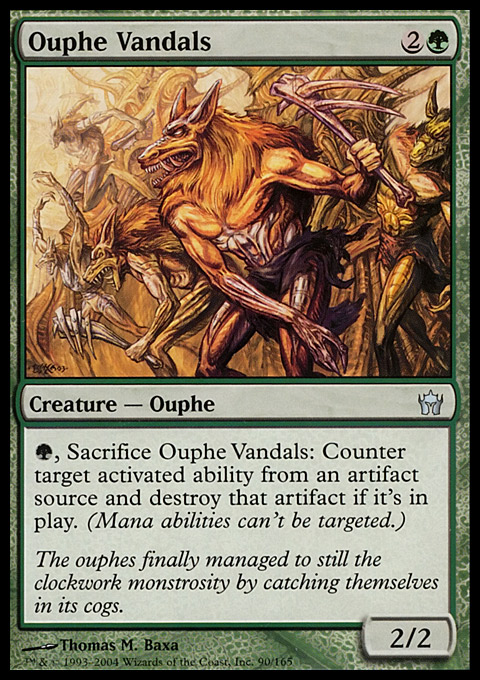 Ouphe Vandals 2
Creature — Ouphe
, Sacrifice Ouphe Vandals: Counter
target activated ability from an artifact
source and destroy that artifact if it's in
play. (Mana abilities can't be targeted.)
The ouphes finally managed to still the
clockwork monstrosity by catching themselves
in its cogs.
Thomas M. Baxa
2/2
™ & © 1993-2004 Wizards of the Coast, Inc. 90/165